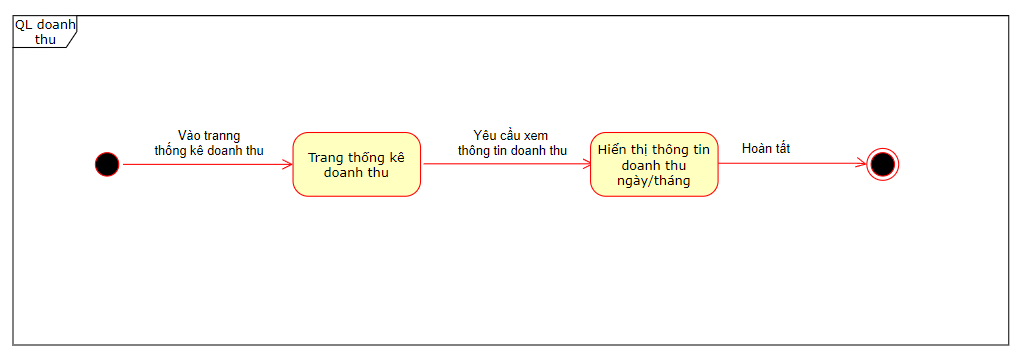 QL doanh
thu
Vào tranng
thống kê doanh thu
Trang thống kê
doanh thu
Yêu cầu xem
thông tin doanh thu
Hiển thị thông tin
doanh thu
ngày/tháng
Hoàn tất